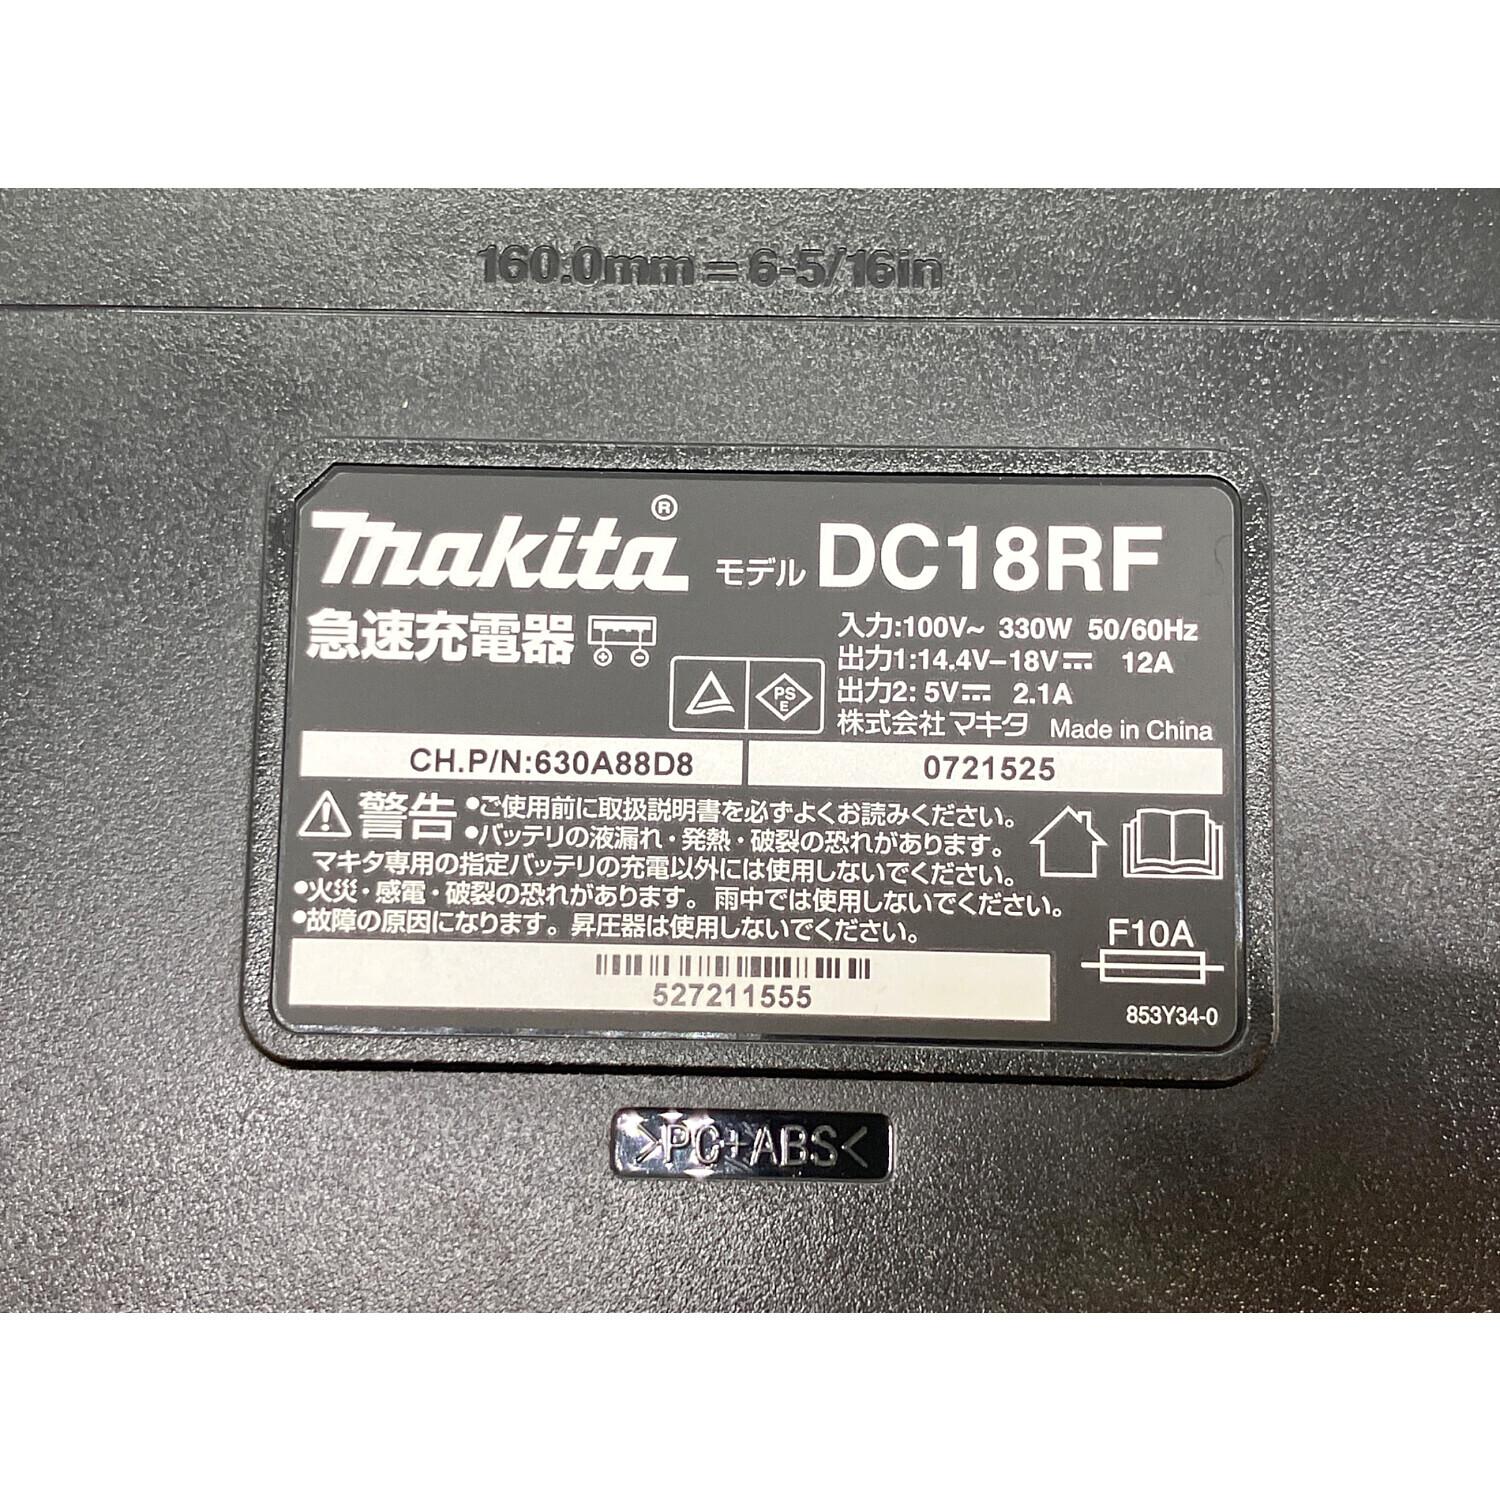 160.0mm = 6-5/16in
makita® モデル DC18RF
急速充電器
入力:100V~ 330W 50/60Hz
出力1:14.4V–18V⎓ 12A
出力2: 5V⎓ 2.1A
PS
E
株式会社マキタ Made in China
CH.P/N:630A88D8 0721525
警告 •ご使用前に取扱説明書を必ずよくお読みください。
•バッテリの液漏れ・発熱・破裂の恐れがあります。
マキタ専用の指定バッテリの充電以外には使用しないでください。
•火災・感電・破裂の恐れがあります。雨中では使用しないでください。
•故障の原因になります。昇圧器は使用しないでください。
F10A
527211555
853Y34-0
>PC+ABS<